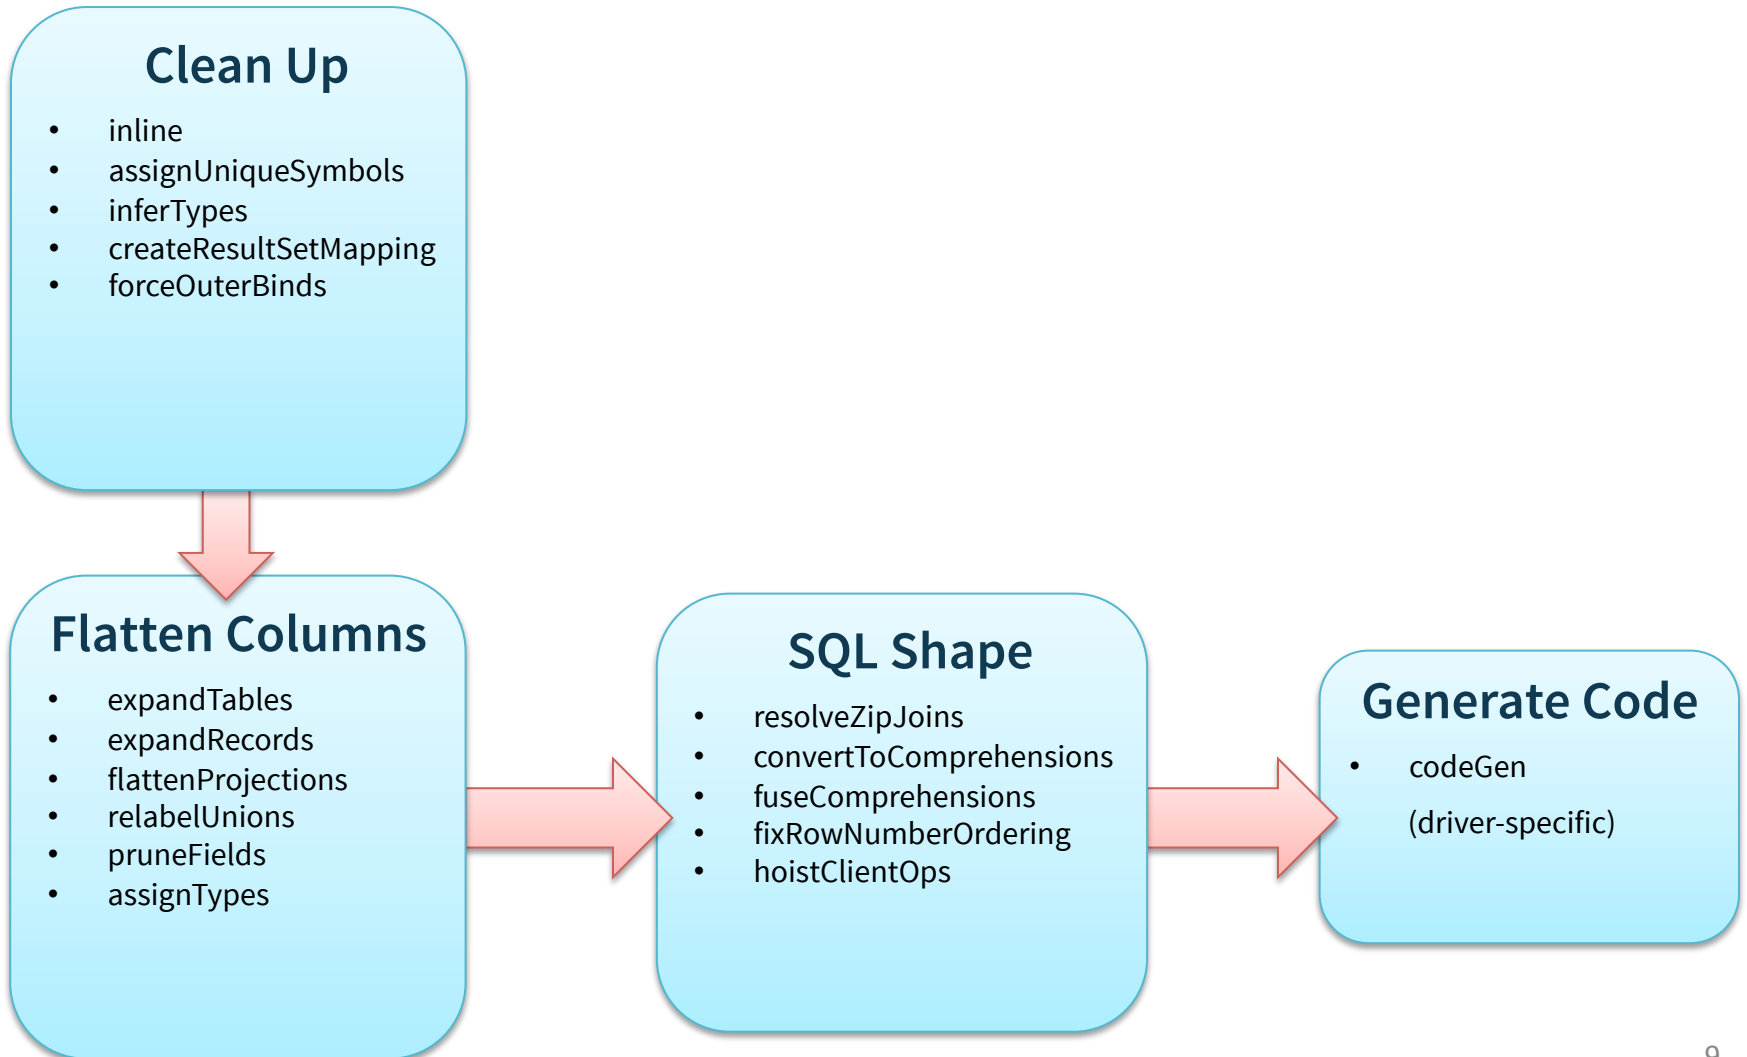 Clean Up
• inline
• assignUniqueSymbols
• inferTypes
• createResultSetMapping
• forceOuterBinds
Flatten Columns
• expandTables
• expandRecords
• flattenProjections
• relabelUnions
• pruneFields
• assignTypes
SQL Shape
• resolveZipJoins
• convertToComprehensions
• fuseComprehensions
• fixRowNumberOrdering
• hoistClientOps
Generate Code
• codeGen
(driver-specific)
9